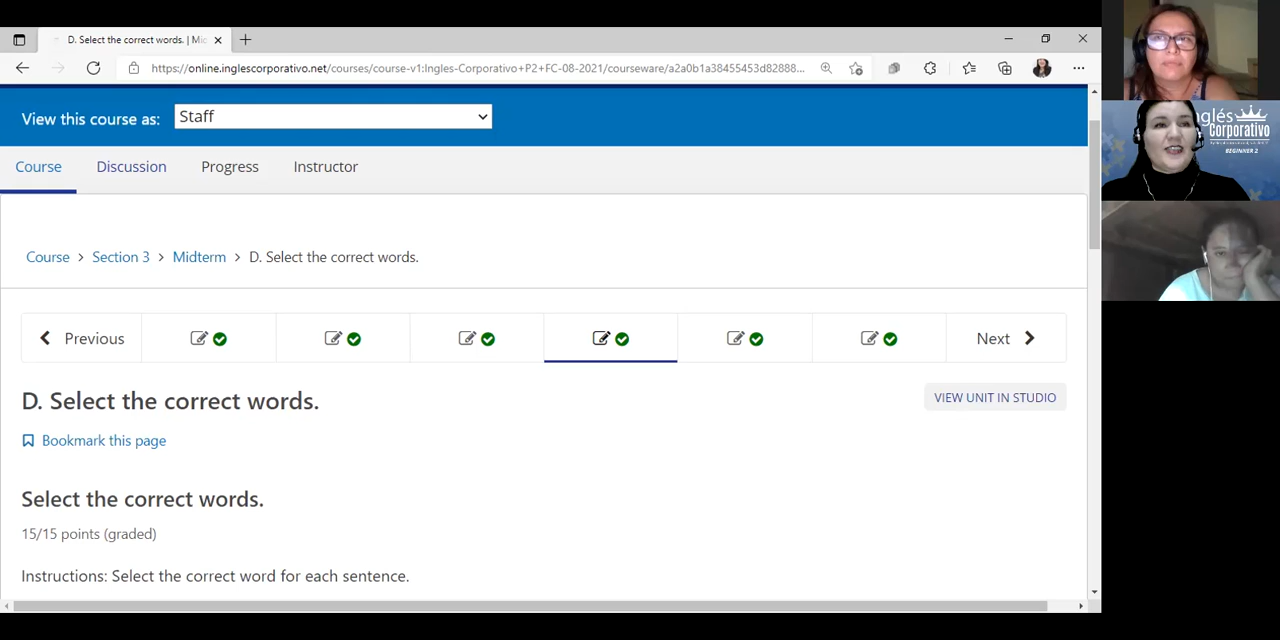 D. Select the correct words. | Mic
https://online.inglescorporativo.net/courses/course-v1:Ingles-Corporativo+P2+FC-08-2021/courseware/a2a0b1a38455453d82888...
View this course as:
Staff
Course
Discussion
Progress
Instructor
Course > Section 3 > Midterm > D. Select the correct words.
Previous
Next
D. Select the correct words.
VIEW UNIT IN STUDIO
Bookmark this page
Select the correct words.
15/15 points (graded)
Instructions: Select the correct word for each sentence.
nglés
Corporativo
BEGINNER 2